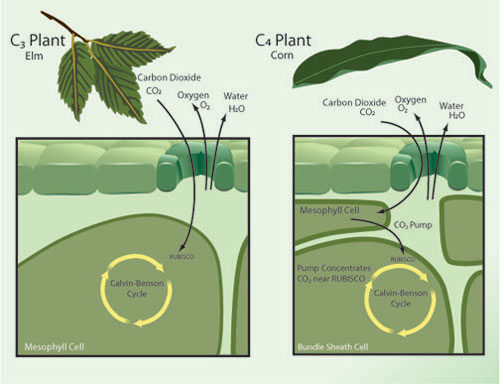 C3 Plant
Elm
Carbon Dioxide
CO2
Oxygen
O2
Water
H2O
RUBISCO
Calvin-Benson
Cycle
Mesophyll Cell
C4 Plant
Corn
Carbon Dioxide
CO2
Oxygen
O2
Water
H2O
Mesophyll Cell
CO2 Pump
RUBISCO
Pump Concentrates
CO2 near RUBISCO
Calvin-Benson
Cycle
Bundle Sheath Cell